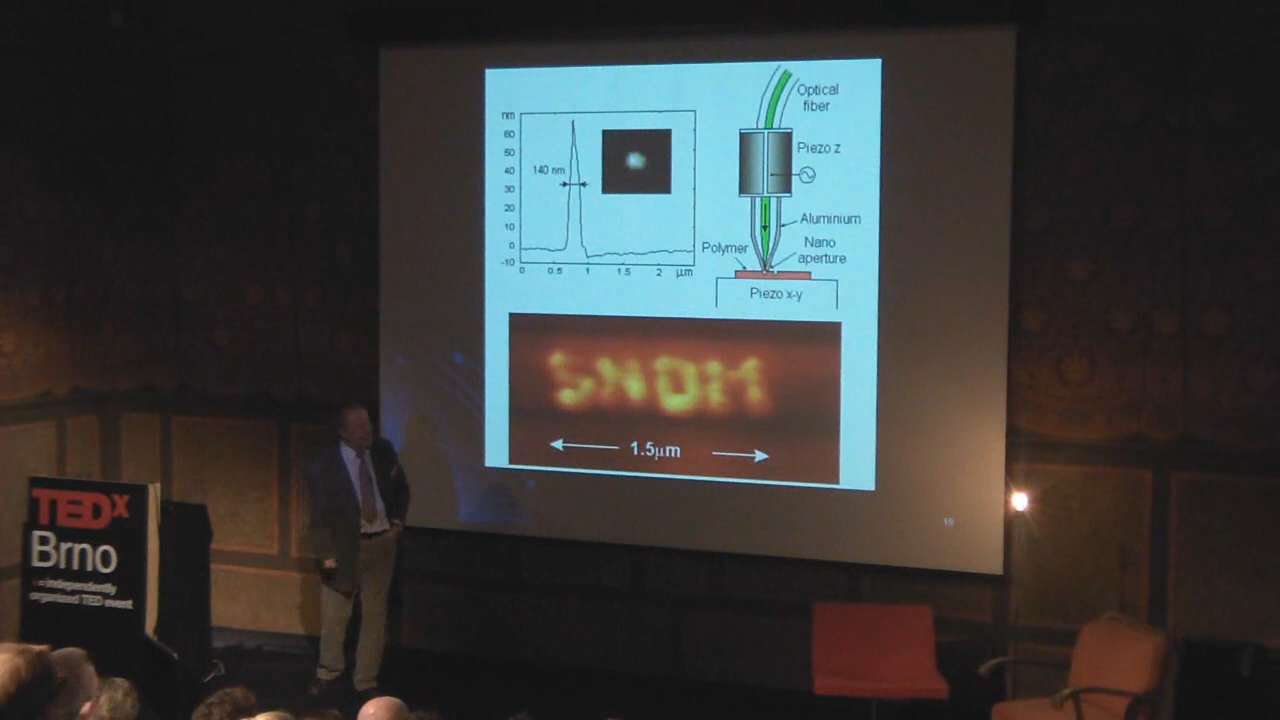 TEDx
Brno
x = independently
organized TED event
nm
60
50
40
30
20
10
0
-10
140 nm
0 0.5 1 1.5 2 μm
Optical
fiber
Piezo z
Aluminium
Polymer
Nano
aperture
Piezo x-y
SNOM
1.5μm
19